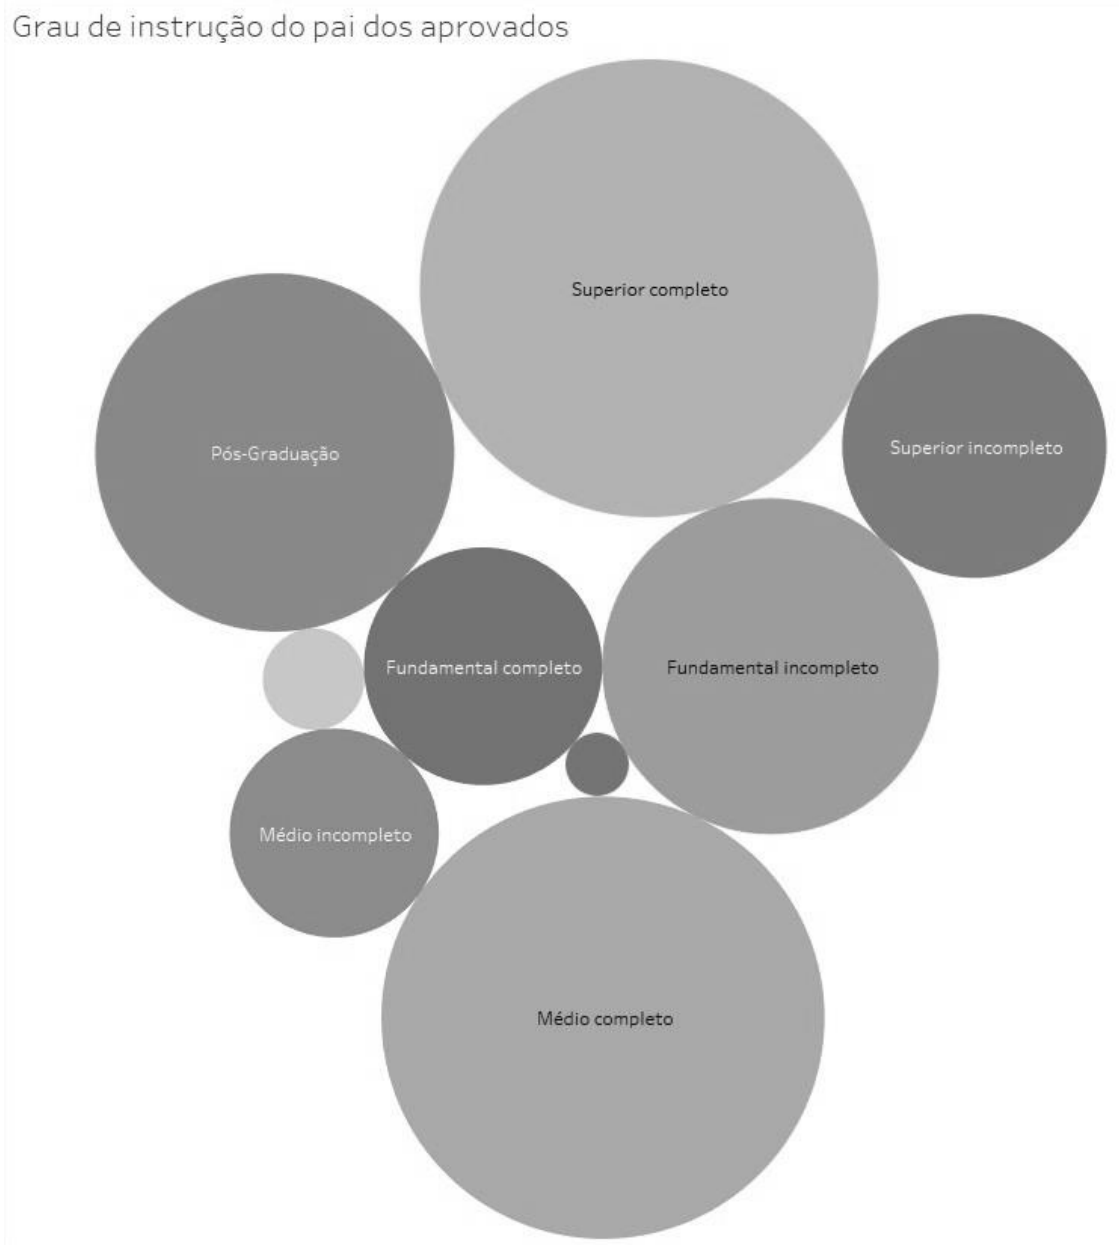 Grau de instrução do pai dos aprovados
Superior completo
Superior incompleto
Pós-Graduação
Fundamental completo
Fundamental incompleto
Médio incompleto
Médio completo